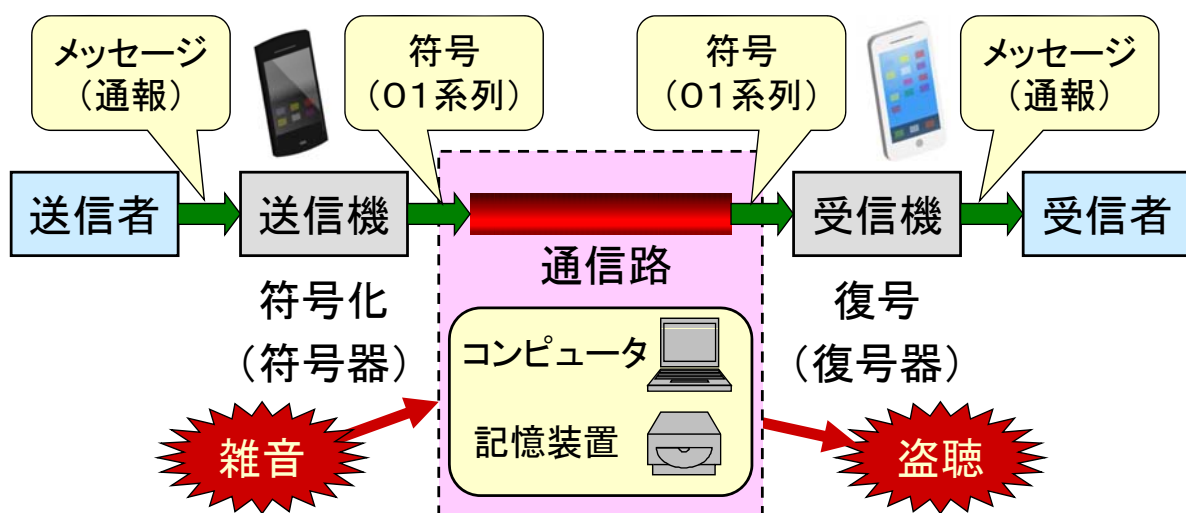 メッセージ
（通報）
符号
（０１系列）
符号
（０１系列）
メッセージ
（通報）
送信者
送信機
受信機
受信者
通信路
符号化
（符号器）
復号
（復号器）
コンピュータ
記憶装置
雑音
盗聴